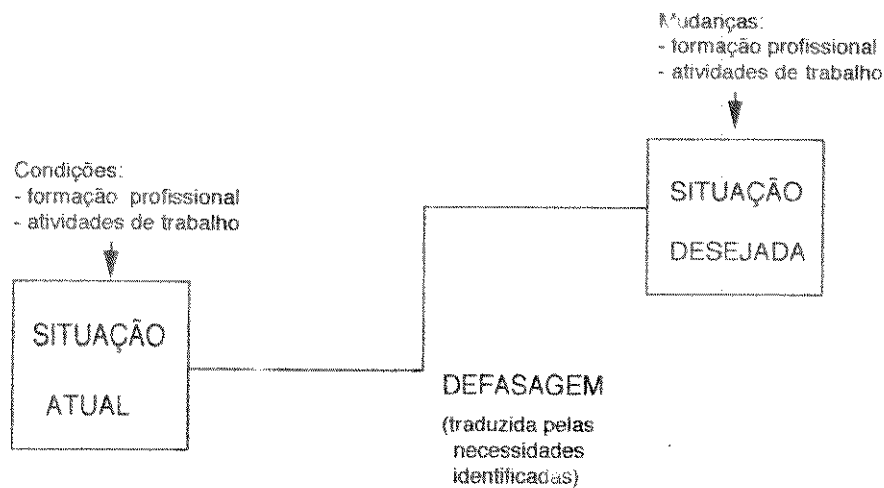 Mudanças:
- formação profissional
- atividades de trabalho
SITUAÇÃO
DESEJADA
Condições:
- formação profissional
- atividades de trabalho
SITUAÇÃO
ATUAL
DEFASAGEM
(traduzida pelas
necessidades
identificadas)